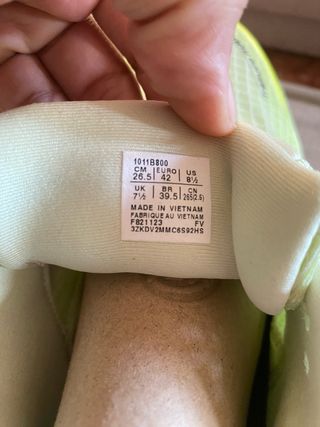 1011B800
CM EURO US
26.5 42 8½
UK BR CN
7½ 39.5 265(2.5)
MADE IN VIETNAM
FABRIQUE AU VIETNAM
F821123 FV
3ZKDV2MMC6S92HS